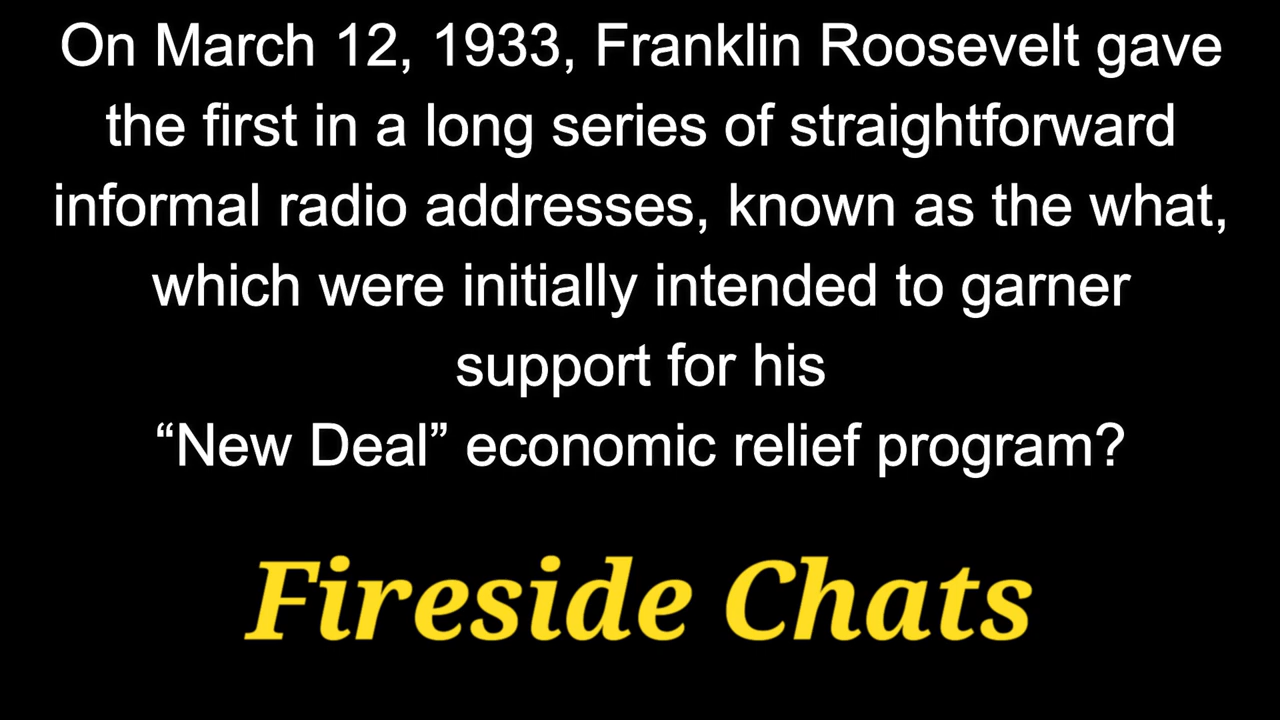 On March 12, 1933, Franklin Roosevelt gave
the first in a long series of straightforward
informal radio addresses, known as the what,
which were initially intended to garner
support for his
“New Deal” economic relief program?
Fireside Chats